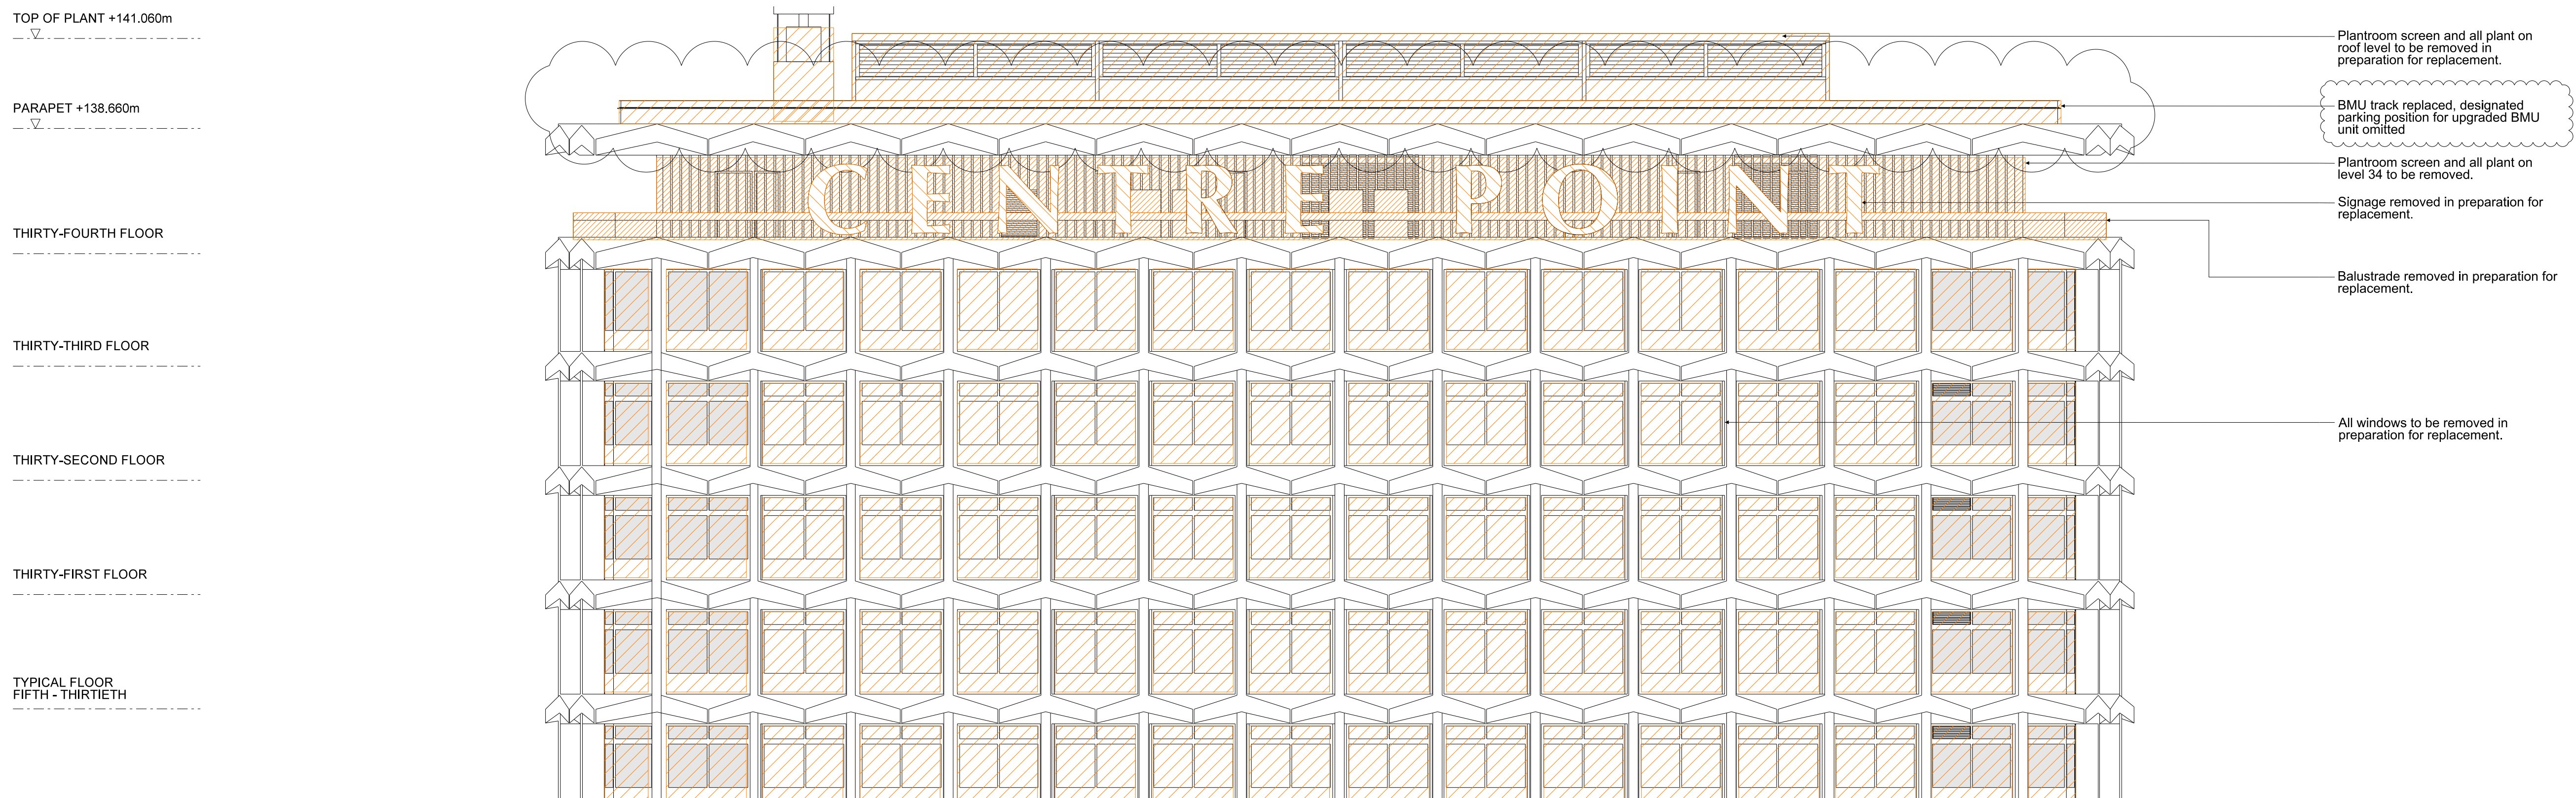 TOP OF PLANT +141.060m
PARAPET +138.660m
THIRTY-FOURTH FLOOR
THIRTY-THIRD FLOOR
THIRTY-SECOND FLOOR
THIRTY-FIRST FLOOR
TYPICAL FLOOR
FIFTH - THIRTIETH
CENTRE POINT
Plantroom screen and all plant on
roof level to be removed in
preparation for replacement.
BMU track replaced, designated
parking position for upgraded BMU
unit omitted
Plantroom screen and all plant on
level 34 to be removed.
Signage removed in preparation for
replacement.
Balustrade removed in preparation for
replacement.
All windows to be removed in
preparation for replacement.